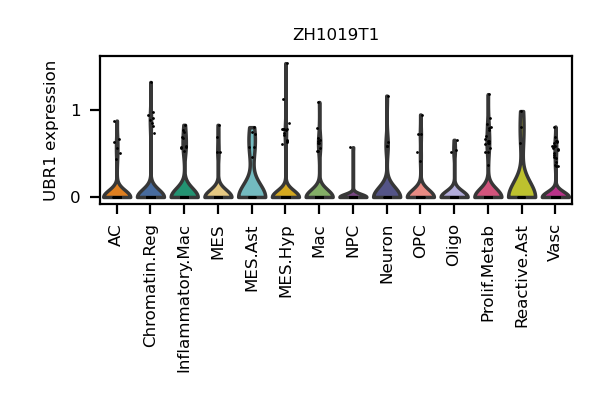 ZH1019T1
UBR1 expression
1
0
AC
Chromatin.Reg
Inflammatory.Mac
MES
MES.Ast
MES.Hyp
Mac
NPC
Neuron
OPC
Oligo
Prolif.Metab
Reactive.Ast
Vasc